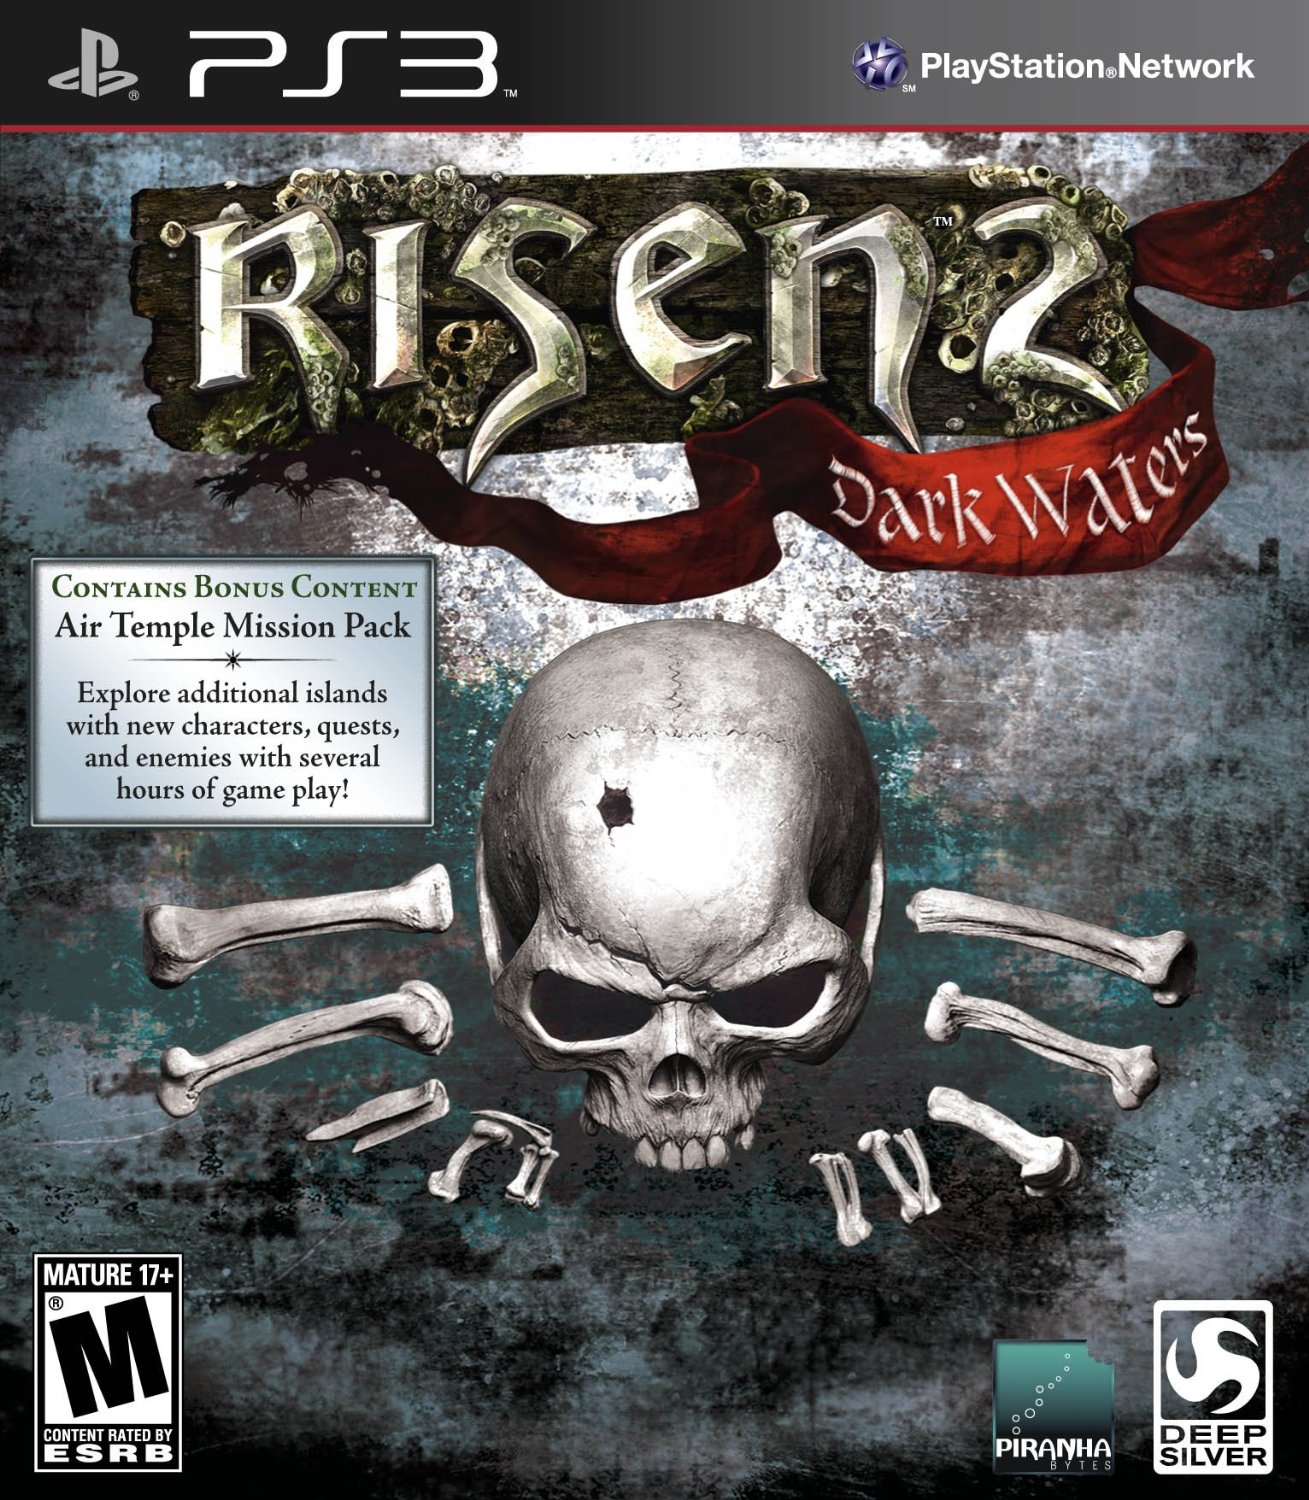 PS3™
PlayStation®Network
SM
RISEN 2™
Dark Waters
CONTAINS BONUS CONTENT
Air Temple Mission Pack
Explore additional islands
with new characters, quests,
and enemies with several
hours of game play!
MATURE 17+
®
M
CONTENT RATED BY
ESRB
PIRANHA
BYTES
DEEP
SILVER